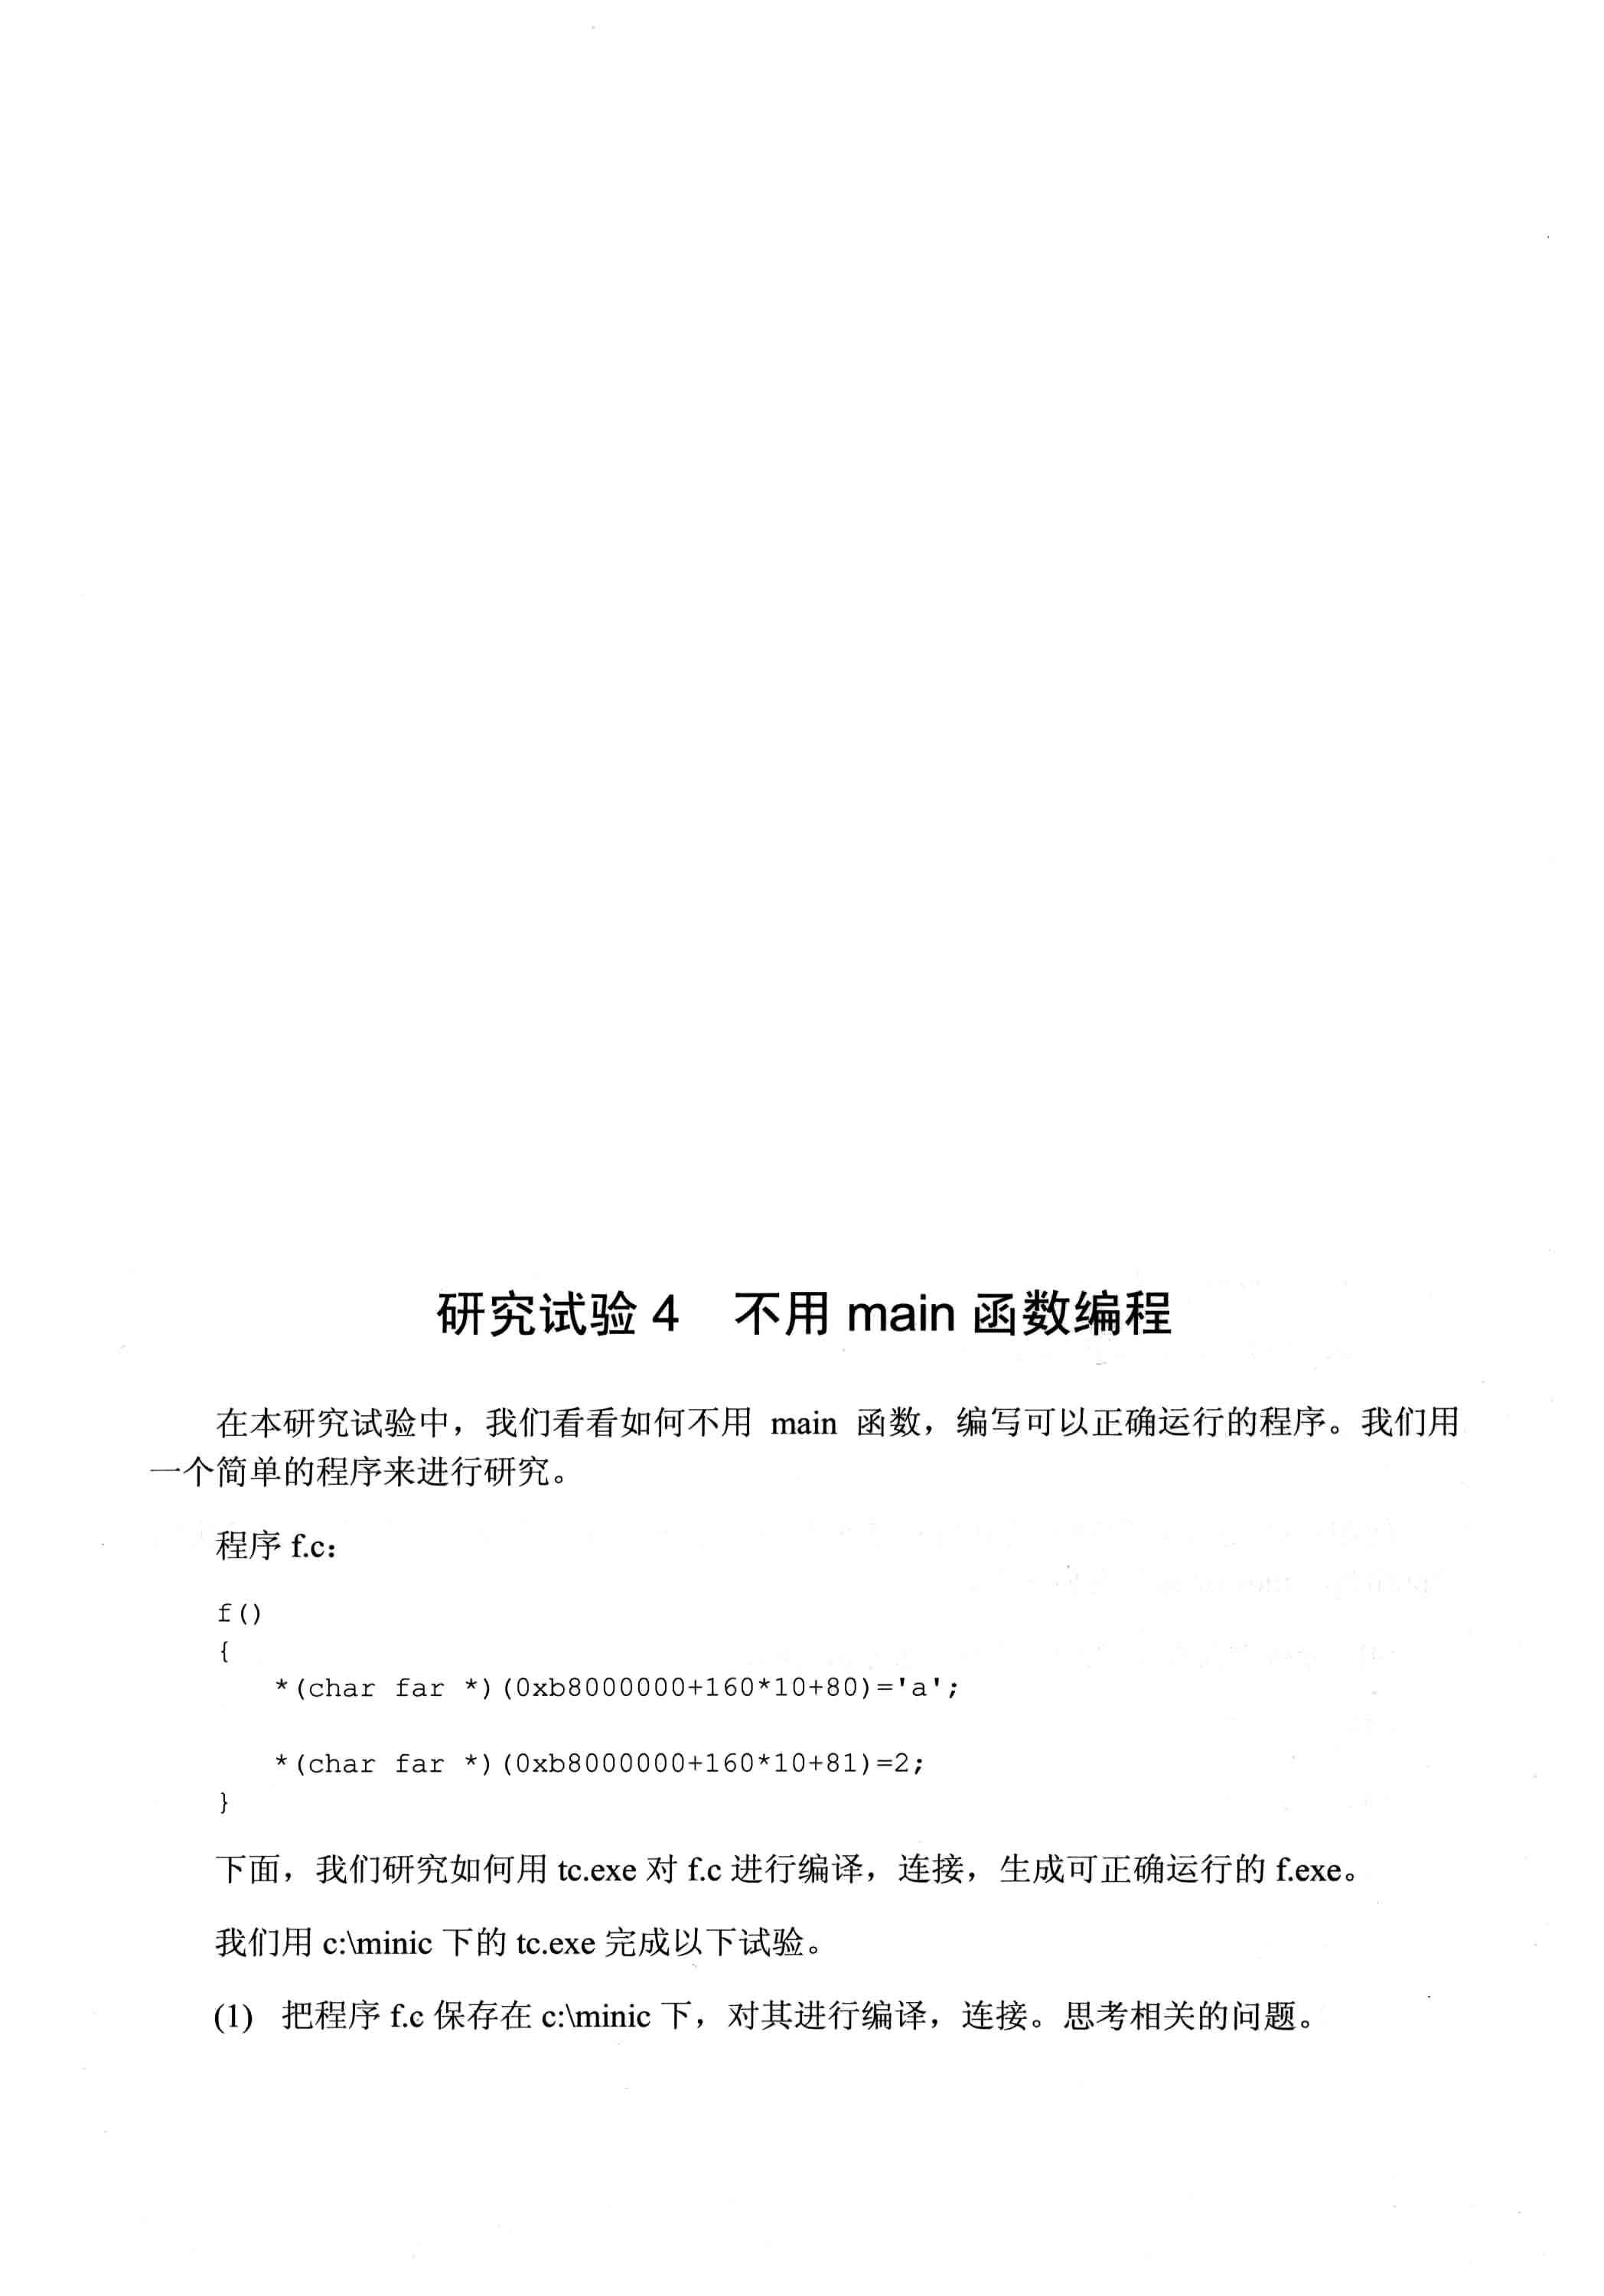 研究试验 4 不用 main 函数编程
在本研究试验中，我们看看如何不用 main 函数，编写可以正确运行的程序。我们用
一个简单的程序来进行研究。
程序 f.c：
f()
{
*(char far *)(0xb8000000+160*10+80)='a';
*(char far *)(0xb8000000+160*10+81)=2;
}
下面，我们研究如何用 tc.exe 对 f.c 进行编译，连接，生成可正确运行的 f.exe。
我们用 c:\minic 下的 tc.exe 完成以下试验。
(1) 把程序 f.c 保存在 c:\minic 下，对其进行编译，连接。思考相关的问题。